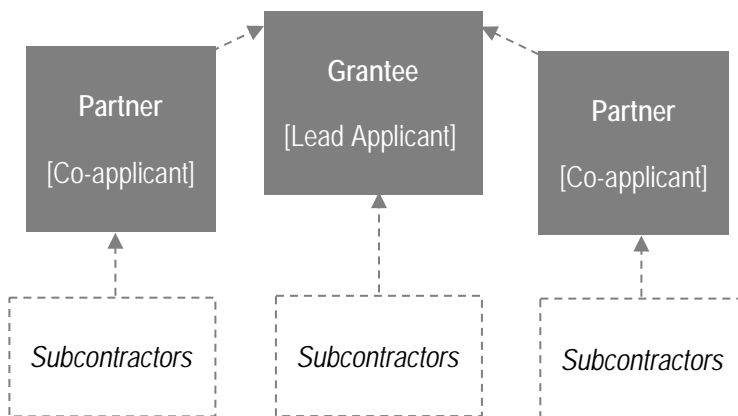 Partner
[Co-applicant]
Grantee
[Lead Applicant]
Partner
[Co-applicant]
Subcontractors
Subcontractors
Subcontractors